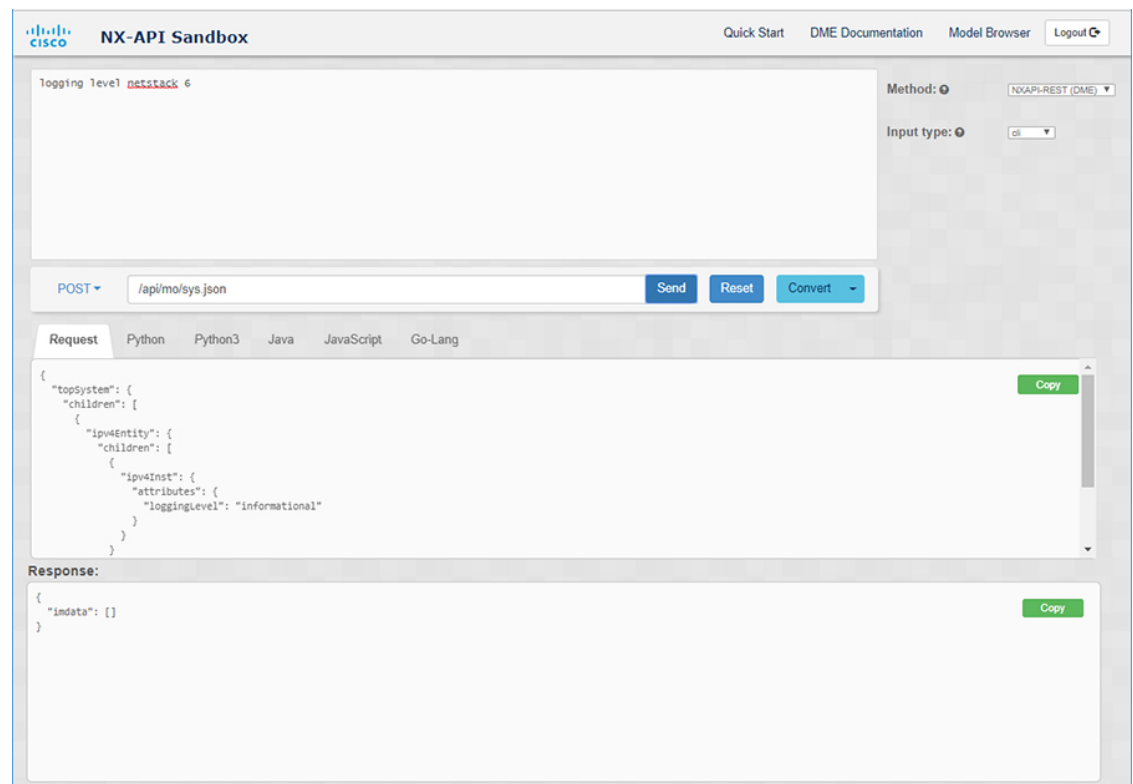 CISCO NX-API Sandbox Quick Start DME Documentation Model Browser Logout
logging level netstack 6
Method: NXAPI-REST (DME)
Input type: cli
POST /api/mo/sys.json Send Reset Convert
Request Python Python3 Java JavaScript Go-Lang
Copy
{
"topSystem": {
"children": [
{
"ipv4Entity": {
"children": [
{
"ipv4Inst": {
"attributes": {
"loggingLevel": "informational"
}
}
}
Response:
Copy
{
"imdata": []
}